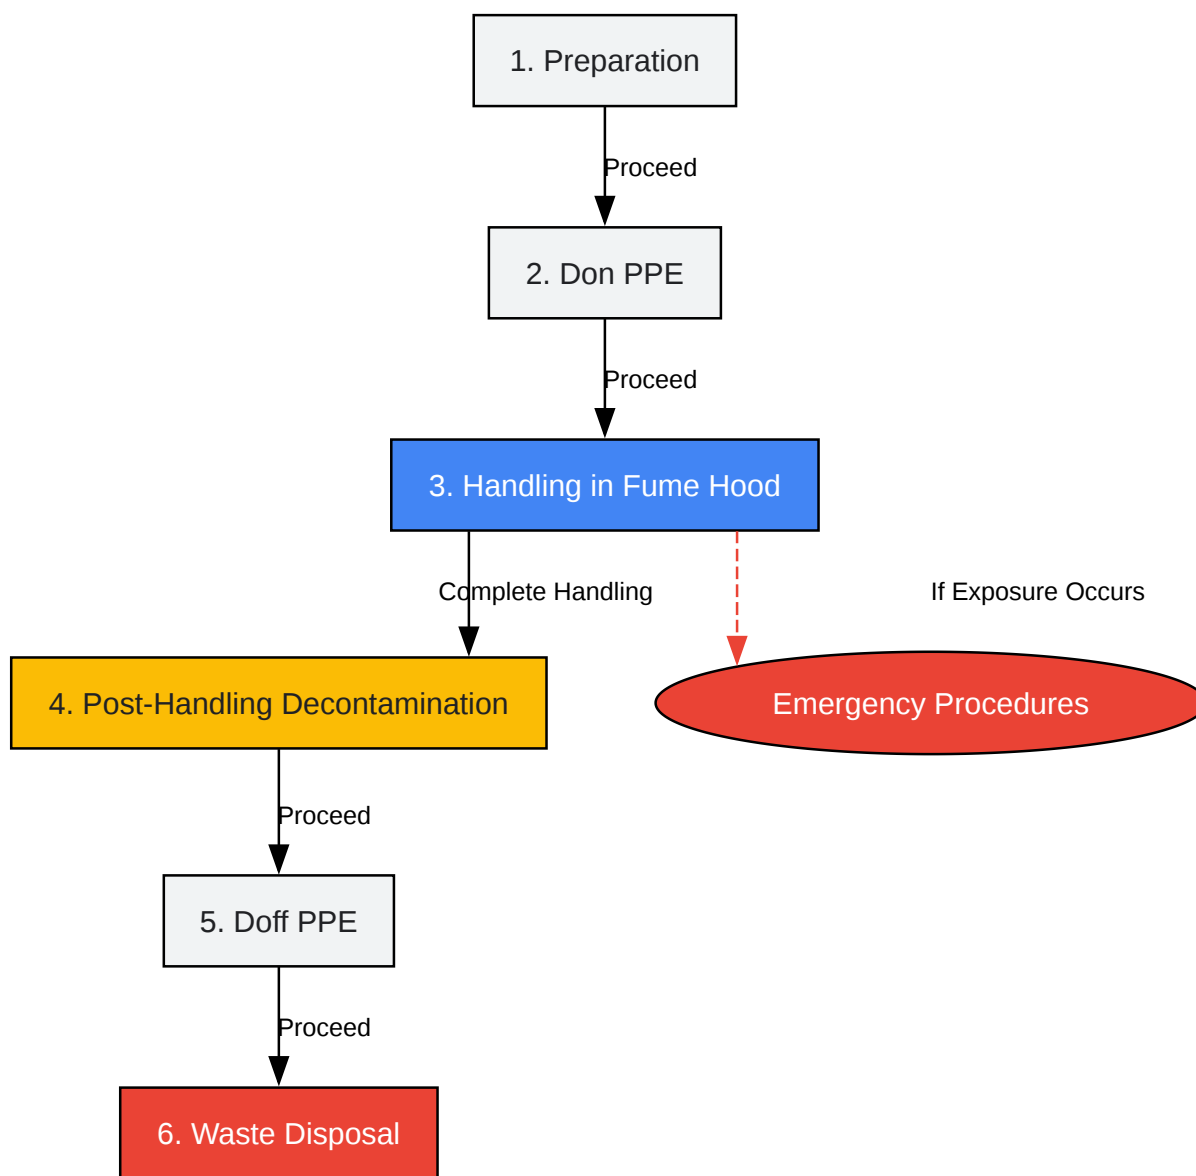 1. Preparation
Proceed
2. Don PPE
Proceed
3. Handling in Fume Hood
Complete Handling
If Exposure Occurs
4. Post-Handling Decontamination
Emergency Procedures
Proceed
5. Doff PPE
Proceed
6. Waste Disposal